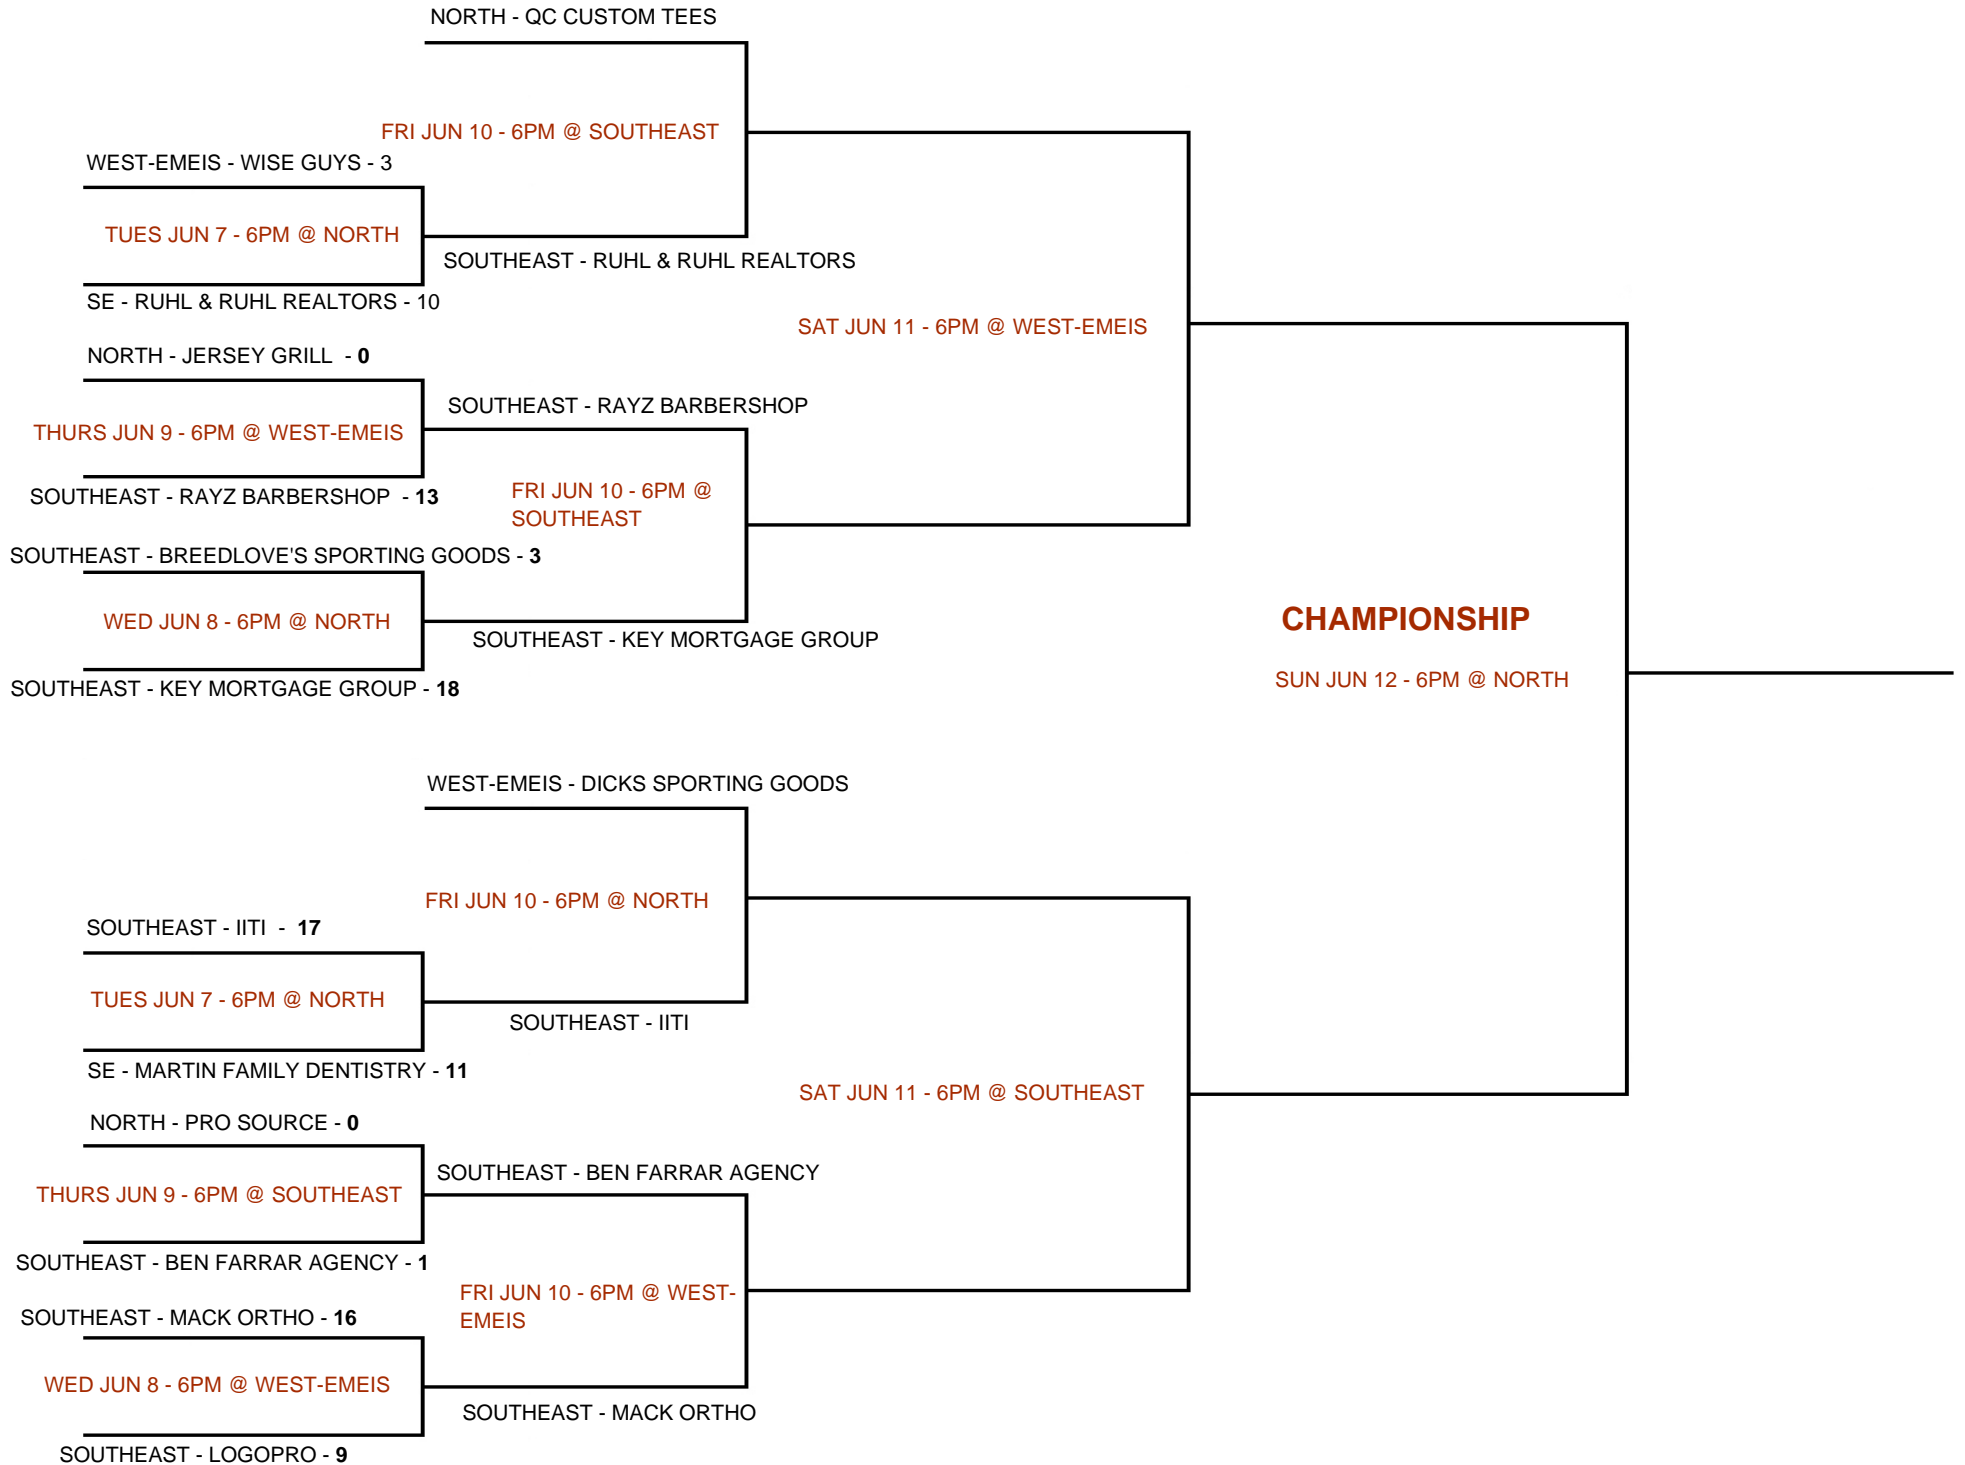 NORTH - QC CUSTOM TEES
FRI JUN 10 - 6PM @ SOUTHEAST
WEST-EMEIS - WISE GUYS - 3
TUES JUN 7 - 6PM @ NORTH
SOUTHEAST - RUHL & RUHL REALTORS
SE - RUHL & RUHL REALTORS - 10
SAT JUN 11 - 6PM @ WEST-EMEIS
NORTH - JERSEY GRILL  - 0
SOUTHEAST - RAYZ BARBERSHOP
THURS JUN 9 - 6PM @ WEST-EMEIS
SOUTHEAST - RAYZ BARBERSHOP  - 13
FRI JUN 10 - 6PM @
SOUTHEAST
SOUTHEAST - BREEDLOVE'S SPORTING GOODS - 3
WED JUN 8 - 6PM @ NORTH
SOUTHEAST - KEY MORTGAGE GROUP
SOUTHEAST - KEY MORTGAGE GROUP - 18
CHAMPIONSHIP
SUN JUN 12 - 6PM @ NORTH
WEST-EMEIS - DICKS SPORTING GOODS
FRI JUN 10 - 6PM @ NORTH
SOUTHEAST - IITI  -  17
TUES JUN 7 - 6PM @ NORTH
SOUTHEAST - IITI
SE - MARTIN FAMILY DENTISTRY - 11
SAT JUN 11 - 6PM @ SOUTHEAST
NORTH - PRO SOURCE - 0
SOUTHEAST - BEN FARRAR AGENCY
THURS JUN 9 - 6PM @ SOUTHEAST
SOUTHEAST - BEN FARRAR AGENCY - 1
FRI JUN 10 - 6PM @ WEST-
EMEIS
SOUTHEAST - MACK ORTHO - 16
WED JUN 8 - 6PM @ WEST-EMEIS
SOUTHEAST - MACK ORTHO
SOUTHEAST - LOGOPRO - 9